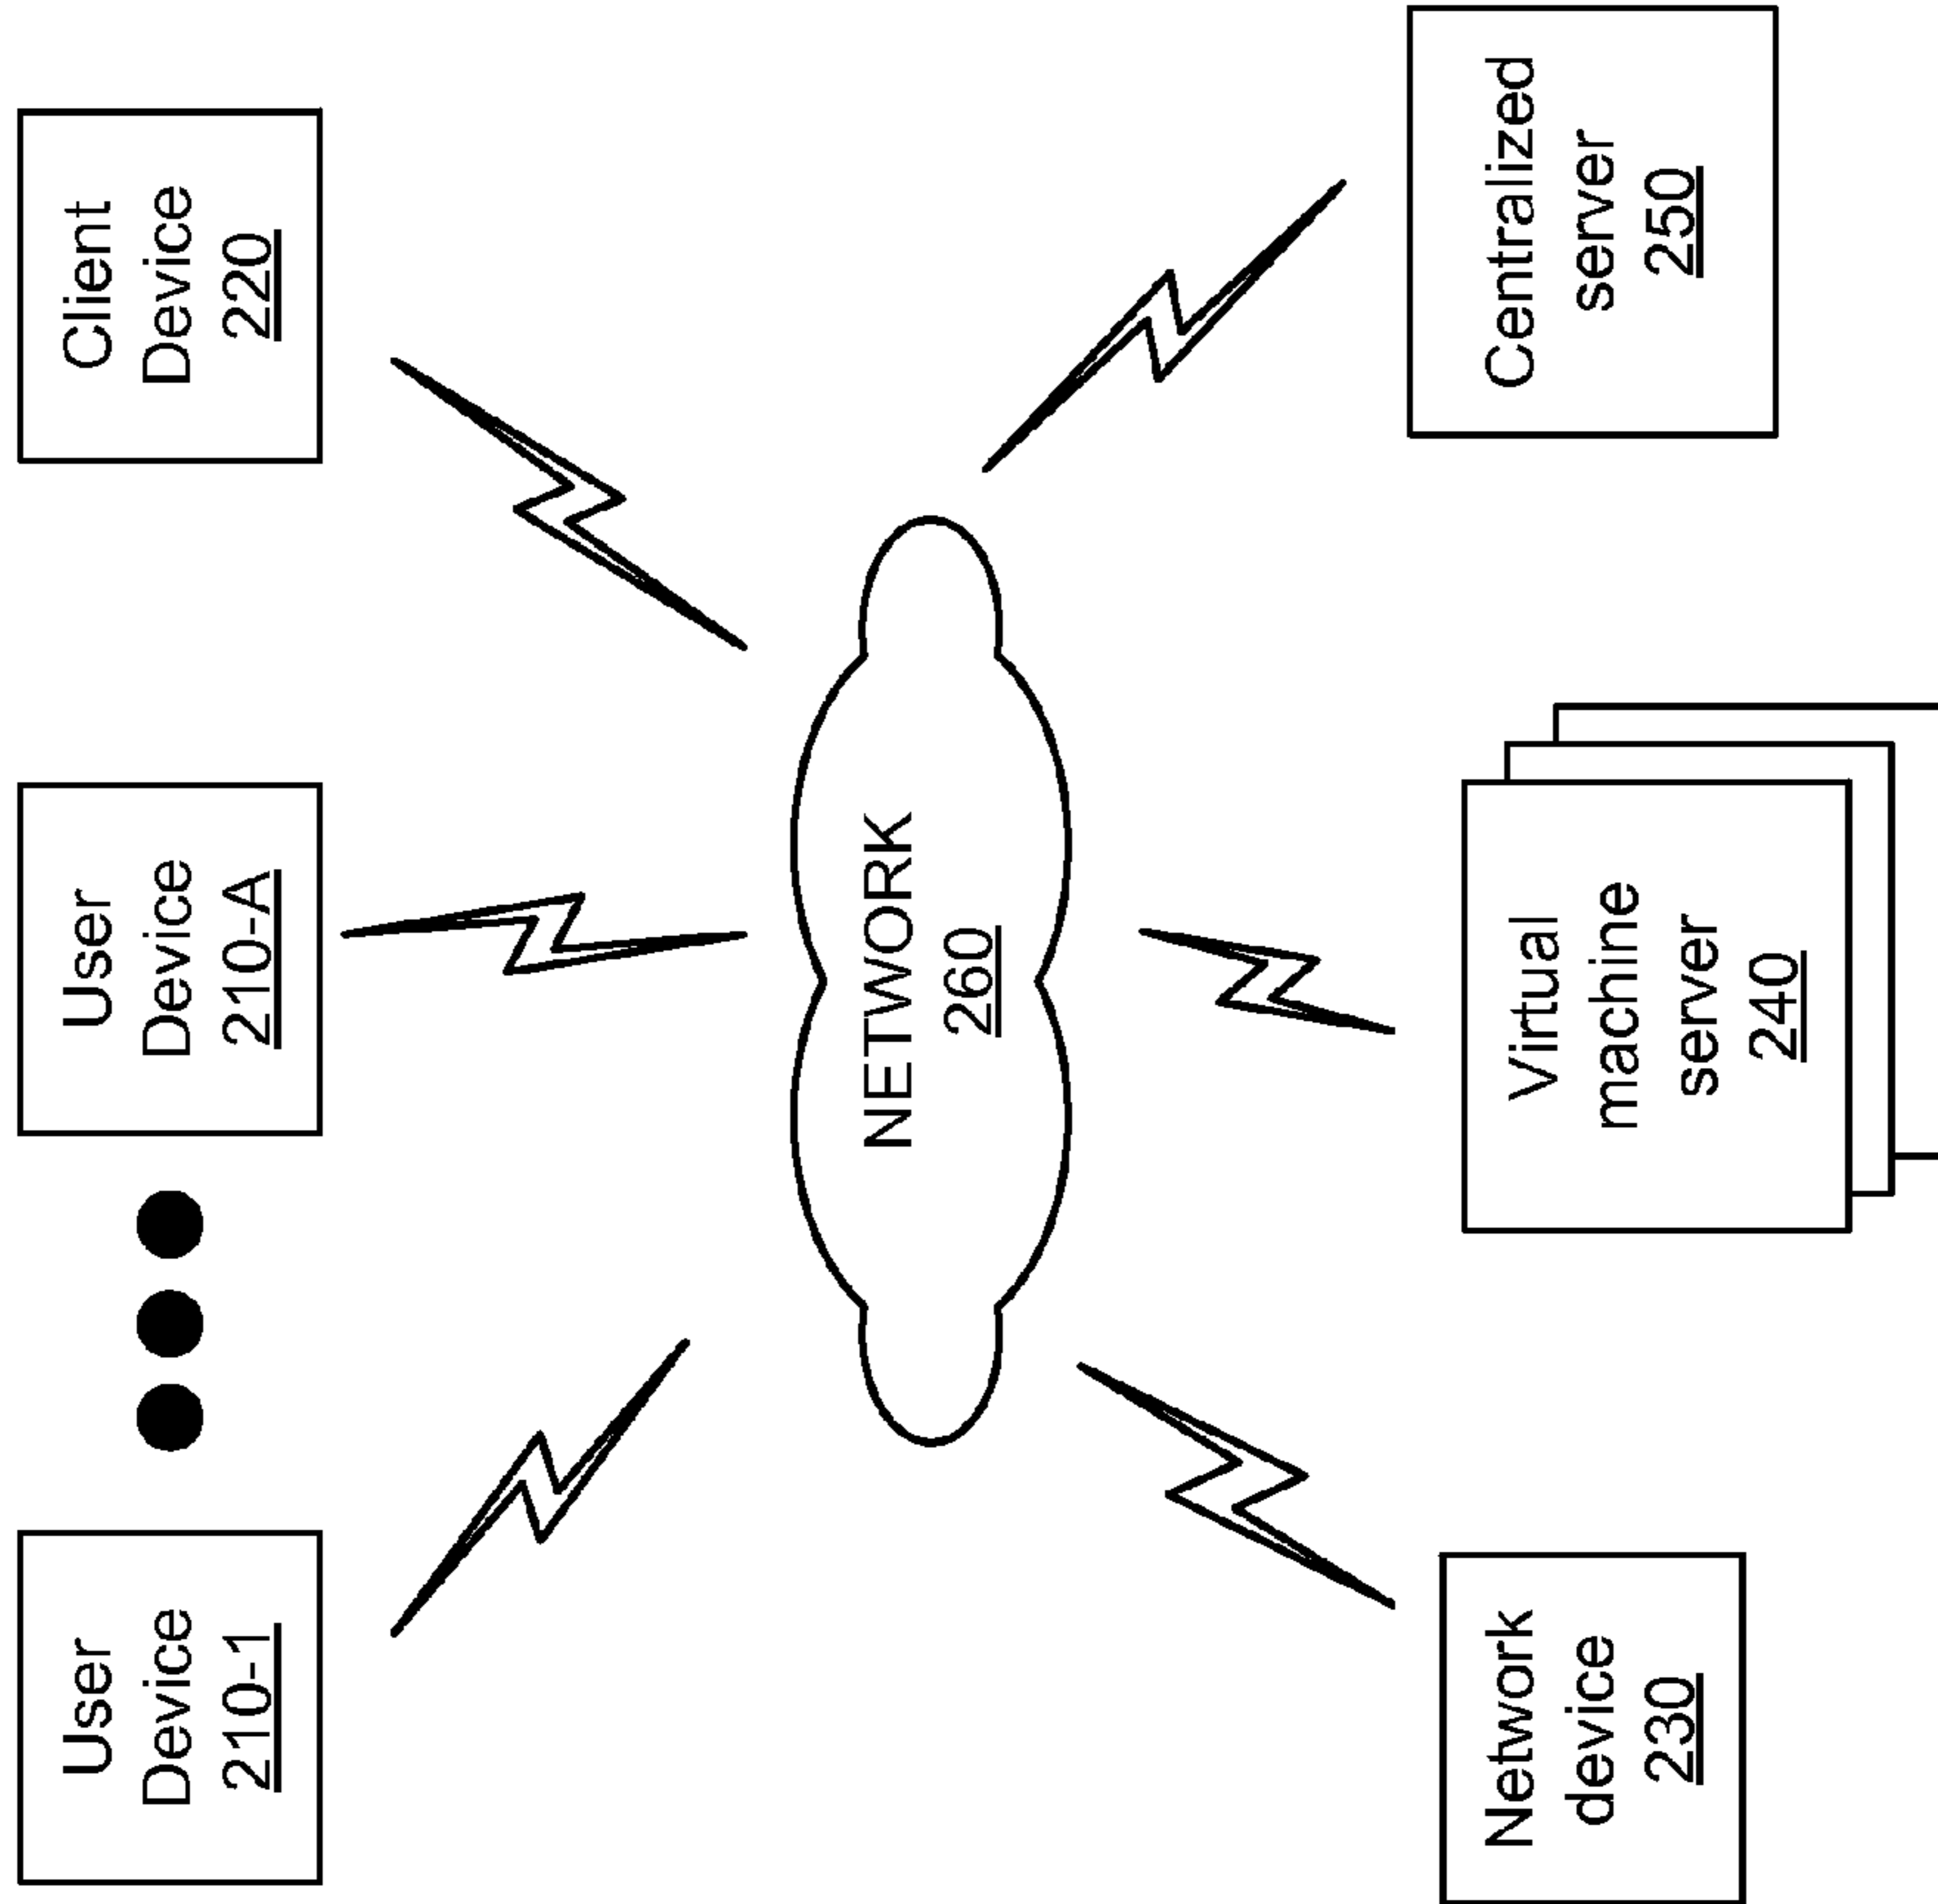 User
Device
210-1
User
Device
210-A
Client
Device
220
NETWORK
260
Network
device
230
Virtual
machine
server
240
Centralized
server
250